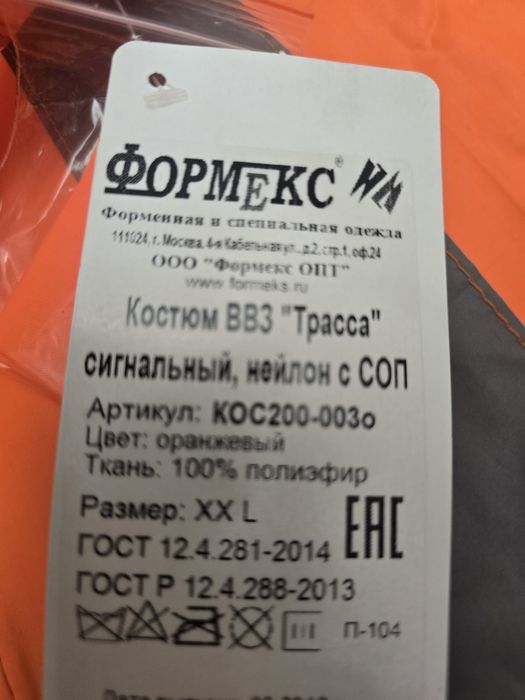 ФОРМЕКС®
Форменная и специальная одежда
111024, г. Москва, 4-я Кабельная ул., д.2, стр.1, оф.24
ООО "Формекс ОПТ"
www.formeks.ru
Костюм ВВЗ "Трасса"
сигнальный, нейлон с СОП
Артикул: КОС200-003о
Цвет: оранжевый
Ткань: 100% полиэфир
Размер: XX L
ЕАС
ГОСТ 12.4.281-2014
ГОСТ Р 12.4.288-2013
П-104